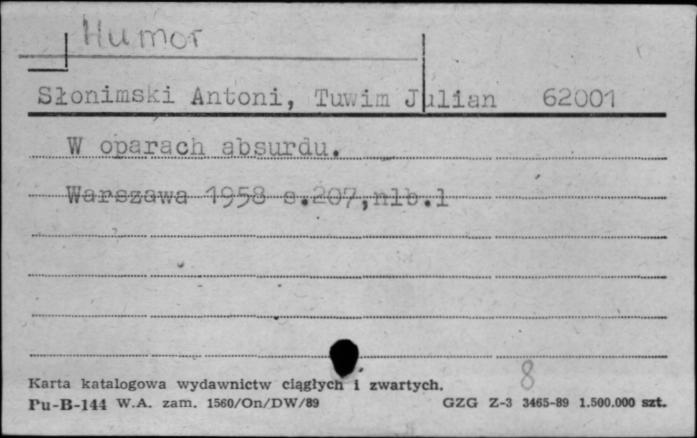 Humor
Słonimski Antoni, Tuwim Julian 62001
W oparach absurdu.
Warszawa 1958 s.207,nlb.1
8
Karta katalogowa wydawnictw ciągłych i zwartych.
Pu-B-144 W.A. zam. 1560/On/DW/89 GZG Z-3 3465-89 1.500.000 szt.